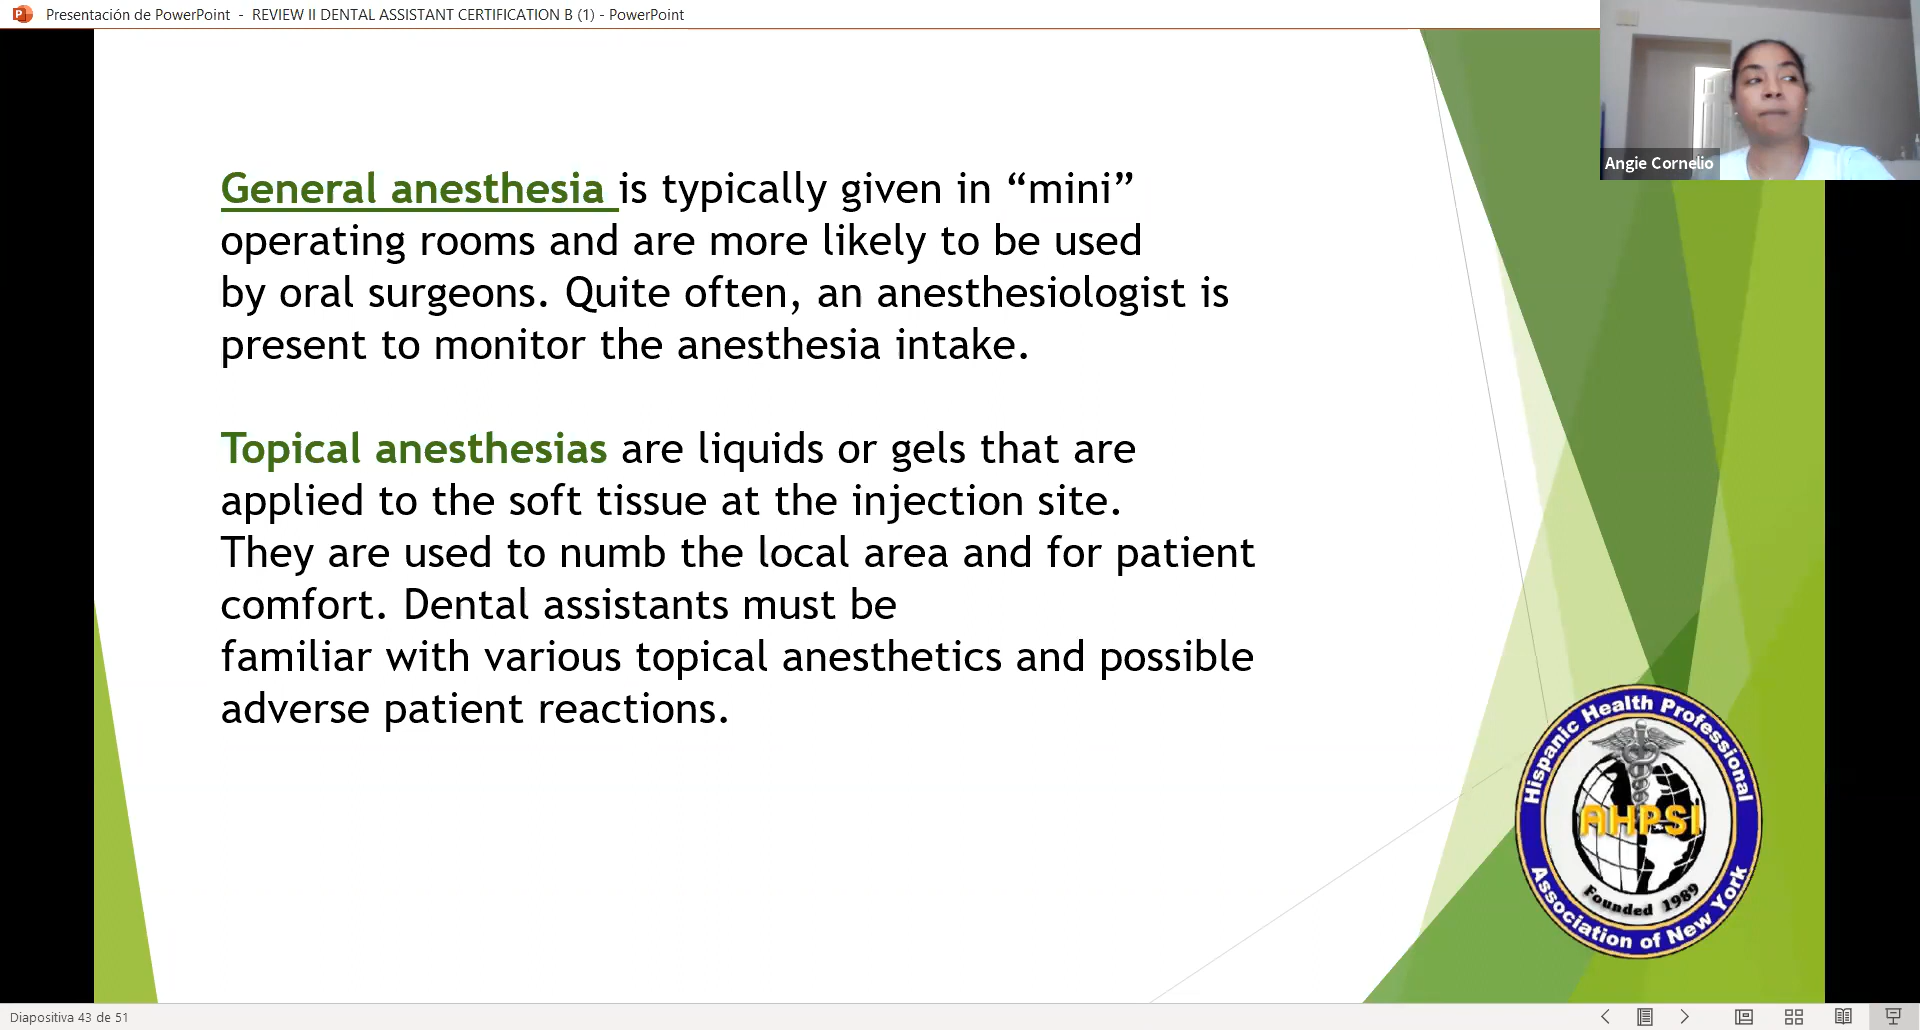 Presentación de PowerPoint - REVIEW II DENTAL ASSISTANT CERTIFICATION B (1) - PowerPoint
Angie Cornelio
General anesthesia is typically given in “mini”
operating rooms and are more likely to be used
by oral surgeons. Quite often, an anesthesiologist is
present to monitor the anesthesia intake.
Topical anesthesias are liquids or gels that are
applied to the soft tissue at the injection site.
They are used to numb the local area and for patient
comfort. Dental assistants must be
familiar with various topical anesthetics and possible
adverse patient reactions.
Hispanic Health Professional
AHPSI
Founded 1989
Association of New York
Diapositiva 43 de 51